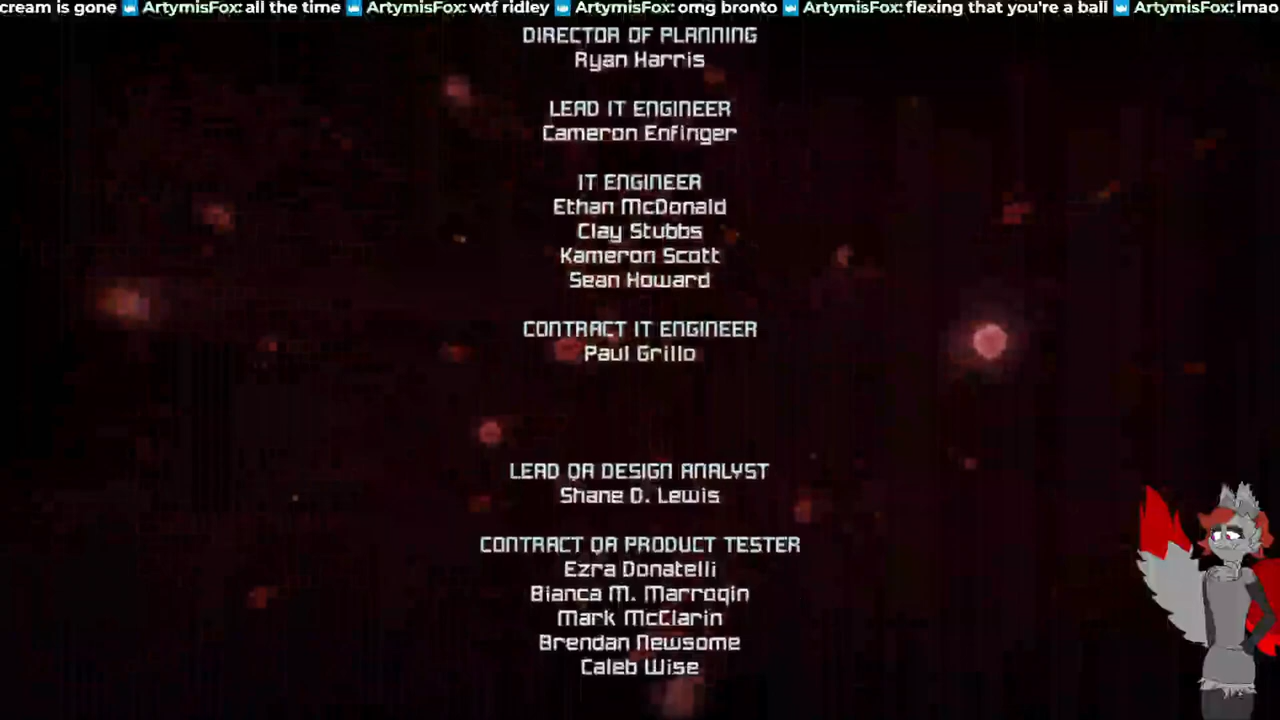 cream is gone ArtymisFox: all the time ArtymisFox: wtf ridley ArtymisFox: omg bronto ArtymisFox: flexing that you're a ball ArtymisFox: lmao
DIRECTOR OF PLANNING
Ryan Harris
LEAD IT ENGINEER
Cameron Enfinger
IT ENGINEER
Ethan McDonald
Clay Stubbs
Kameron Scott
Sean Howard
CONTRACT IT ENGINEER
Paul Grillo
LEAD QA DESIGN ANALYST
Shane D. Lewis
CONTRACT QA PRODUCT TESTER
Ezra Donatelli
Bianca M. Marroqin
Mark McClarin
Brendan Newsome
Caleb Wise